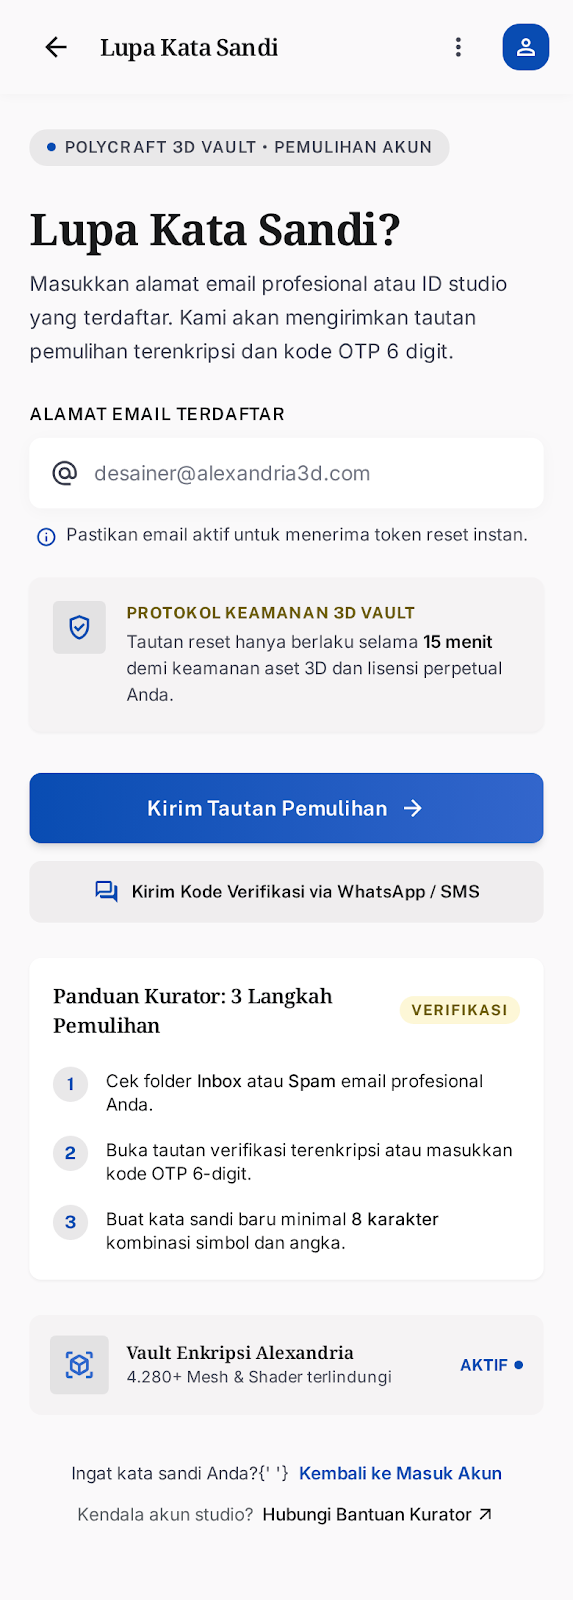 Lupa Kata Sandi
POLYCRAFT 3D VAULT • PEMULIHAN AKUN
Lupa Kata Sandi?
Masukkan alamat email profesional atau ID studio
yang terdaftar. Kami akan mengirimkan tautan
pemulihan terenkripsi dan kode OTP 6 digit.
ALAMAT EMAIL TERDAFTAR
desainer@alexandria3d.com
Pastikan email aktif untuk menerima token reset instan.
PROTOKOL KEAMANAN 3D VAULT
Tautan reset hanya berlaku selama 15 menit
demi keamanan aset 3D dan lisensi perpetual
Anda.
Kirim Tautan Pemulihan
Kirim Kode Verifikasi via WhatsApp / SMS
Panduan Kurator: 3 Langkah
Pemulihan
VERIFIKASI
1 Cek folder Inbox atau Spam email profesional
Anda.
2 Buka tautan verifikasi terenkripsi atau masukkan
kode OTP 6-digit.
3 Buat kata sandi baru minimal 8 karakter
kombinasi simbol dan angka.
Vault Enkripsi Alexandria
4.280+ Mesh & Shader terlindungi
AKTIF
Ingat kata sandi Anda?{' '} Kembali ke Masuk Akun
Kendala akun studio? Hubungi Bantuan Kurator